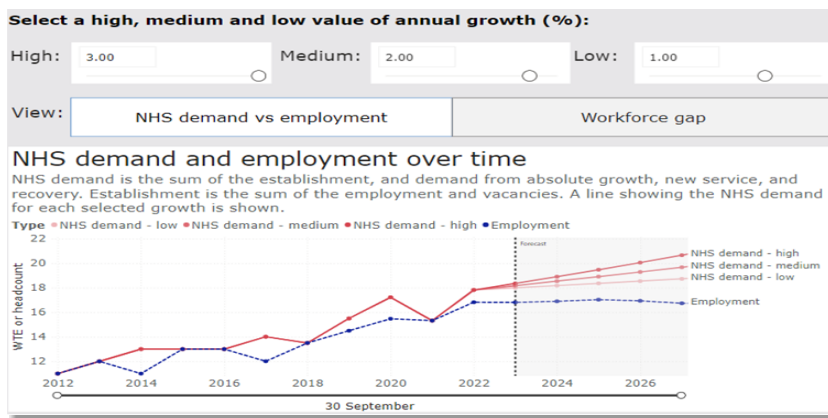 Select a high, medium and low value of annual growth (%):
High: 3.00 Medium: 2.00 Low: 1.00
View: NHS demand vs employment Workforce gap
NHS demand and employment over time
NHS demand is the sum of the establishment, and demand from absolute growth, new service, and
recovery. Establishment is the sum of the employment and vacancies. A line showing the NHS demand
for each selected growth is shown.
Type NHS demand - low NHS demand - medium NHS demand - high Employment
22
Forecast
NHS demand - high
20
NHS demand - medium
NHS demand - low
18
Employment
16
14
12
WTE or headcount
2012 2014 2016 2018 2020 2022 2024 2026
30 September